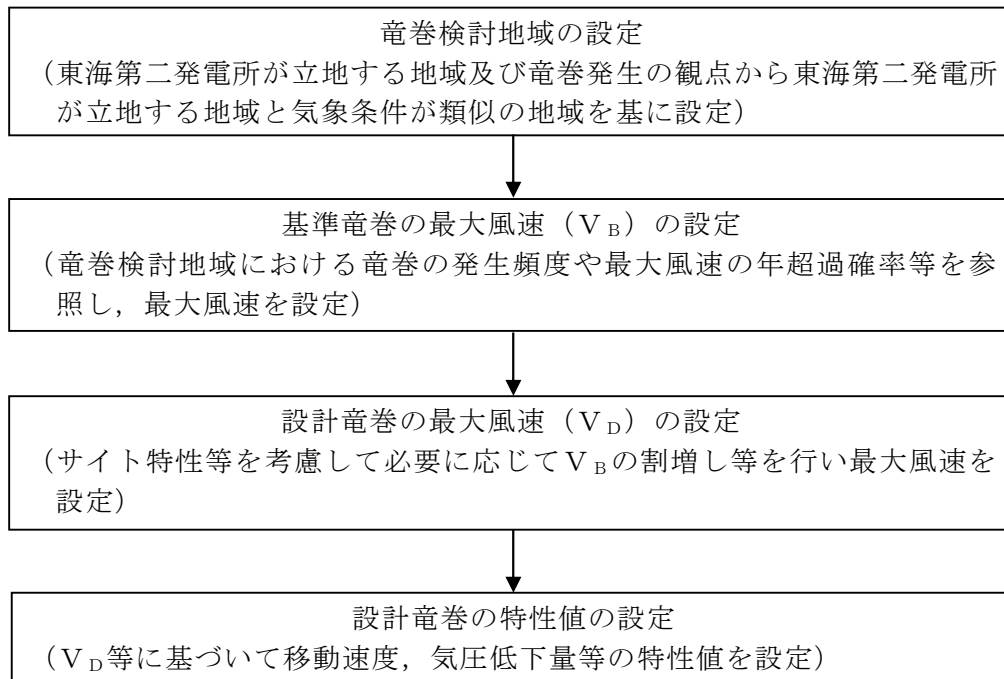 竜巻検討地域の設定
（東海第二発電所が立地する地域及び竜巻発生の観点から東海第二発電所
が立地する地域と気象条件が類似の地域を基に設定）
基準竜巻の最大風速（ＶＢ）の設定
（竜巻検討地域における竜巻の発生頻度や最大風速の年超過確率等を参
照し，最大風速を設定）
設計竜巻の最大風速（ＶＤ）の設定
（サイト特性等を考慮して必要に応じてＶＢの割増し等を行い最大風速を
設定）
設計竜巻の特性値の設定
（ＶＤ等に基づいて移動速度，気圧低下量等の特性値を設定）